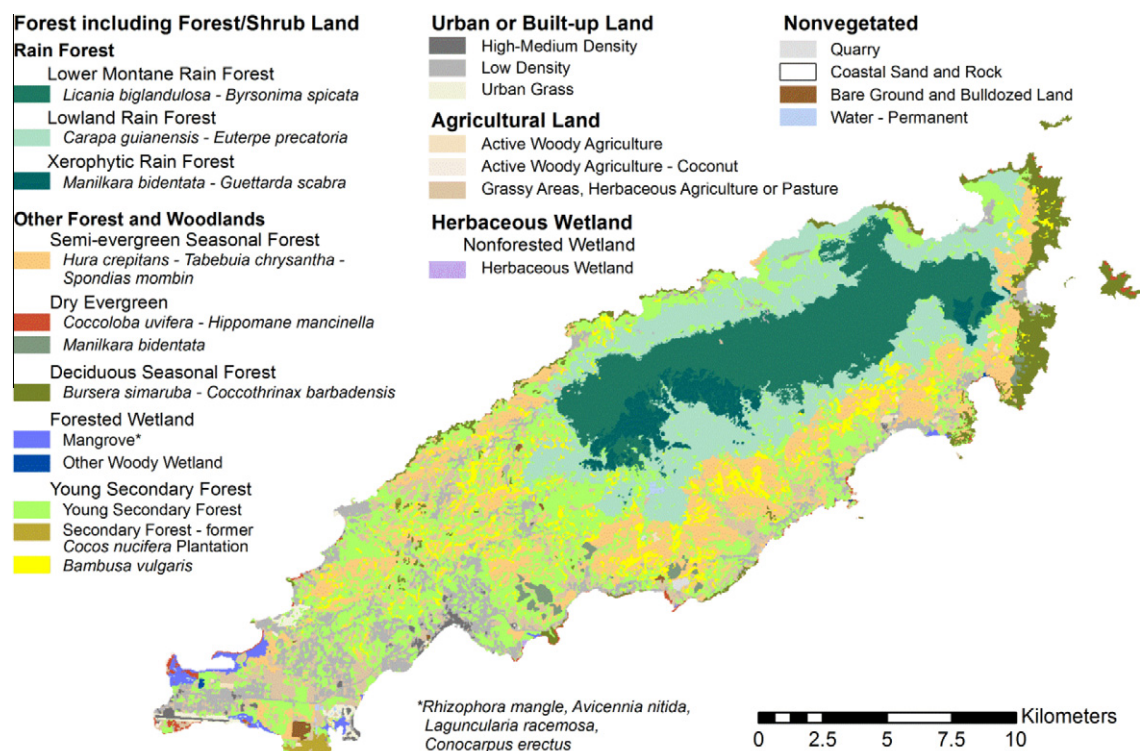 Forest including Forest/Shrub Land
Rain Forest
Lower Montane Rain Forest
Licania biglandulosa - Byrsonima spicata
Lowland Rain Forest
Carapa guianensis - Euterpe precatoria
Xerophytic Rain Forest
Manilkara bidentata - Guettarda scabra
Other Forest and Woodlands
Semi-evergreen Seasonal Forest
Hura crepitans - Tabebuia chrysantha -
Spondias mombin
Dry Evergreen
Coccoloba uvifera - Hippomane mancinella
Manilkara bidentata
Deciduous Seasonal Forest
Bursera simaruba - Coccothrinax barbadensis
Forested Wetland
Mangrove*
Other Woody Wetland
Young Secondary Forest
Young Secondary Forest
Secondary Forest - former
Cocos nucifera Plantation
Bambusa vulgaris
Urban or Built-up Land
High-Medium Density
Low Density
Urban Grass
Agricultural Land
Active Woody Agriculture
Active Woody Agriculture - Coconut
Grassy Areas, Herbaceous Agriculture or Pasture
Herbaceous Wetland
Nonforested Wetland
Herbaceous Wetland
Nonvegetated
Quarry
Coastal Sand and Rock
Bare Ground and Bulldozed Land
Water - Permanent
*Rhizophora mangle, Avicennia nitida,
Laguncularia racemosa,
Conocarpus erectus
Kilometers
0 2.5 5 7.5 10